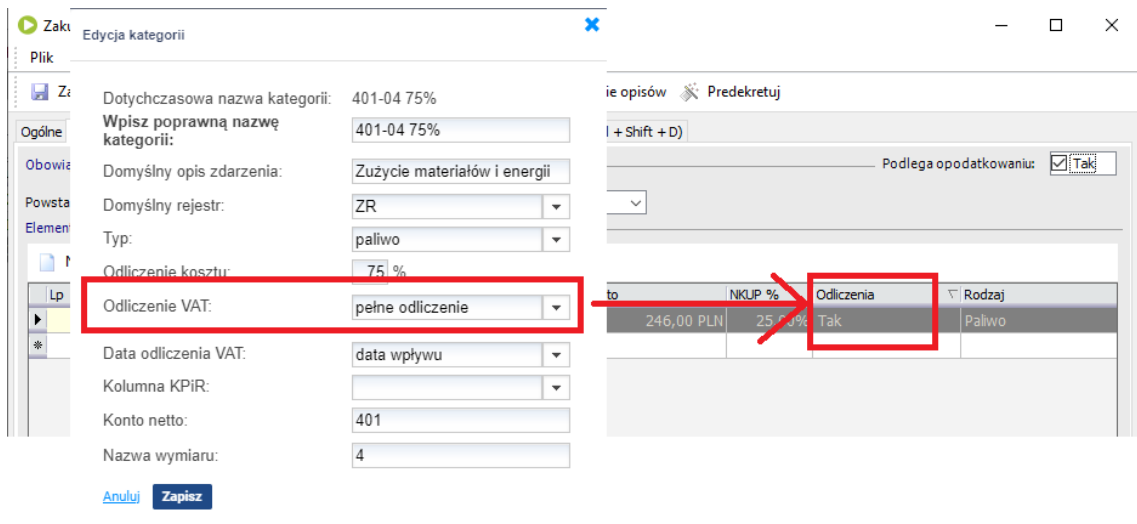 Zaku
Edycja kategorii
Plik
Za
ie opisów
Predekretuj
Ogólne
l + Shift + D)
Obowia
Podlega opodatkowaniu:
Tak
Powsta
Elemen
Dotychczasowa nazwa kategorii: 401-04 75%
Wpisz poprawną nazwę
kategorii:
401-04 75%
Domyślny opis zdarzenia: Zużycie materiałów i energii
Domyślny rejestr: ZR
Typ: paliwo
Odliczenie kosztu: 75 %
Odliczenie VAT: pełne odliczenie
Data odliczenia VAT: data wpływu
Kolumna KPiR:
Konto netto: 401
Nazwa wymiaru: 4
Anuluj Zapisz
Lp
to NKUP % Odliczenia Rodzaj
246,00 PLN 25,00% Tak Paliwo